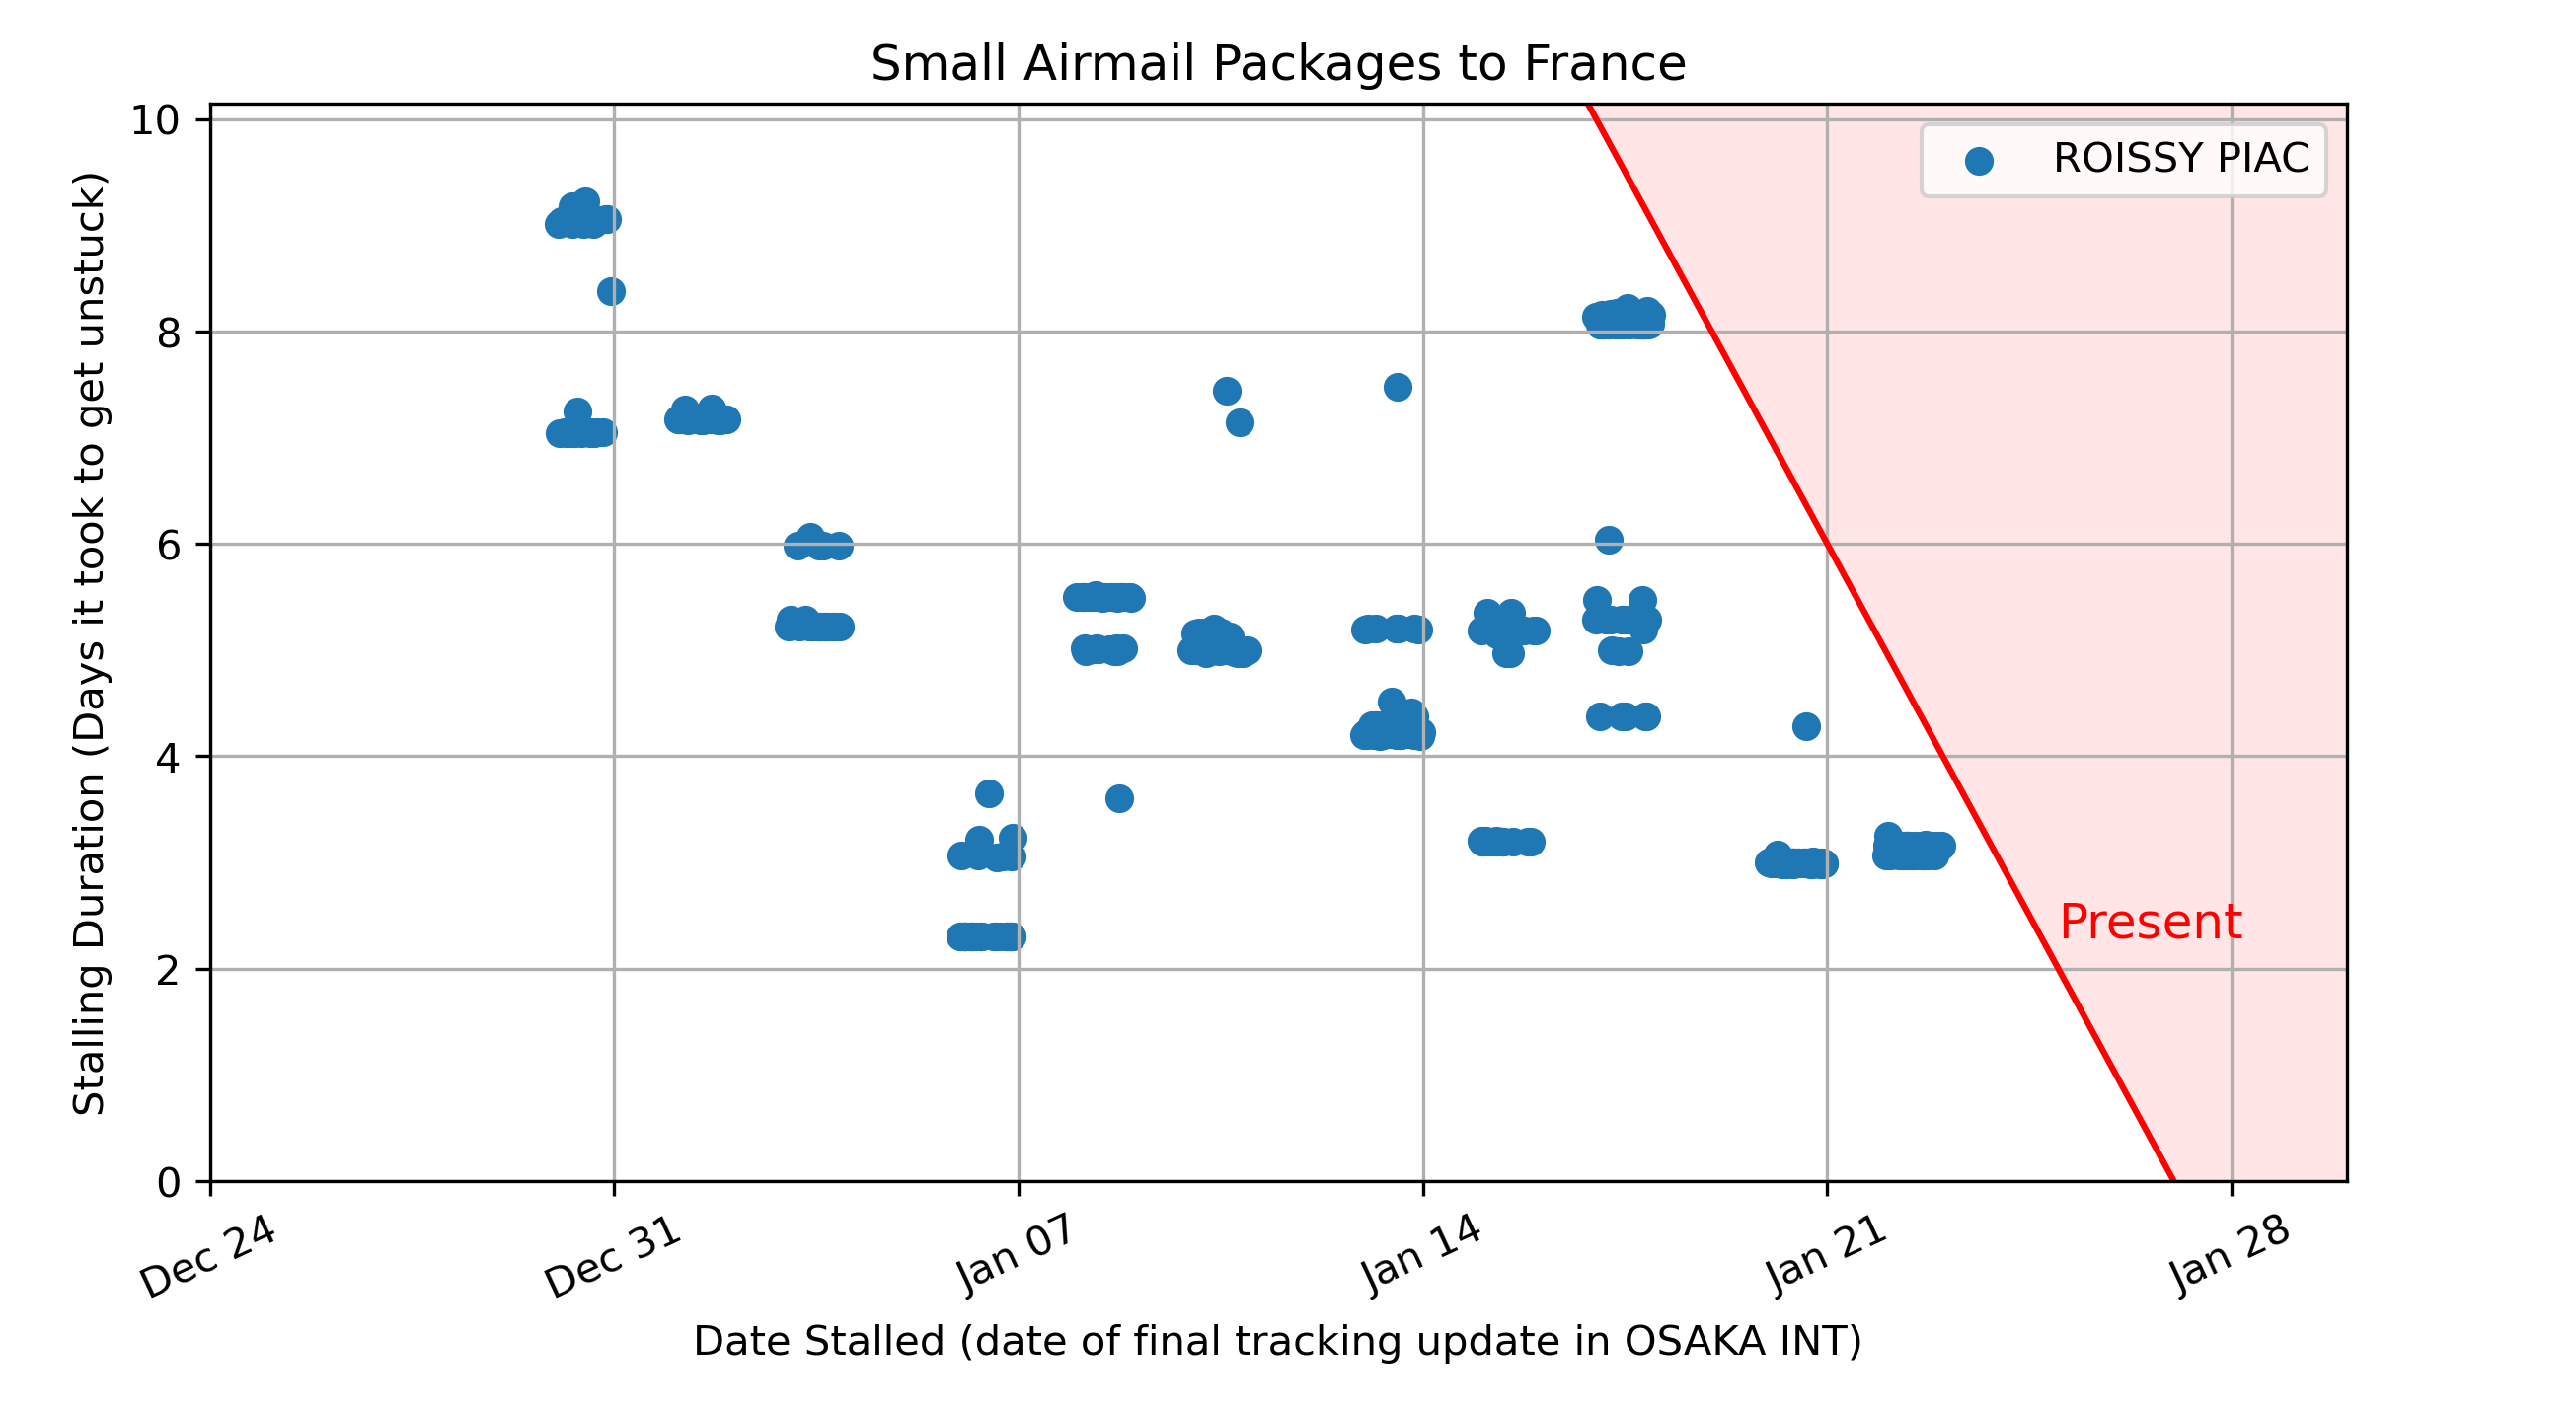 Small Airmail Packages to France
Stalling Duration (Days it took to get unstuck)
10
8
6
4
2
0
ROISSY PIAC
Present
Dec 24
Dec 31
Jan 07
Jan 14
Jan 21
Jan 28
Date Stalled (date of final tracking update in OSAKA INT)